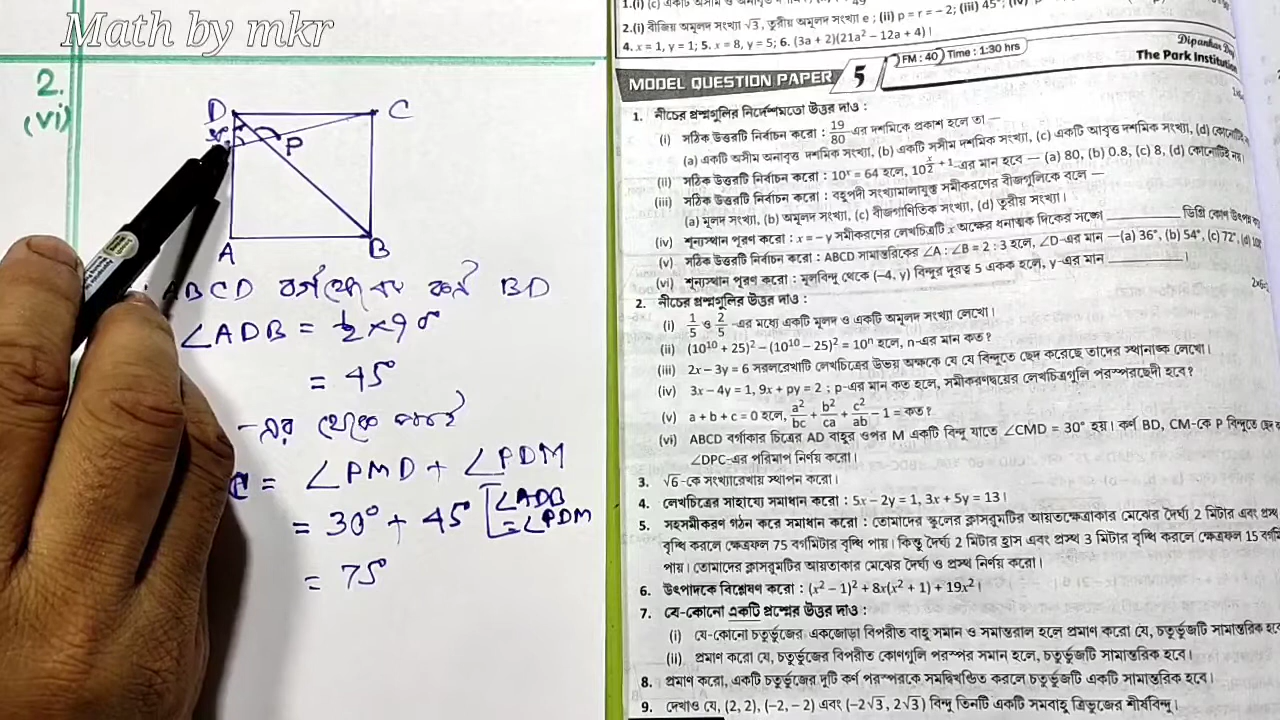 Math by mkr
2.
(vi)
D
C
P
A
B
BCD বর্গক্ষেত্রের কর্ণ BD
∠ADB = 1/2 × 90°
= 45°
-এর থেকে পাই
= ∠PMD + ∠PDM
= 30° + 45° [∠ADB
= ∠PDM
= 75°
2.(i) বীজিয় অমূলদ সংখ্যা √3, তুরীয় অমূলদ সংখ্যা e ; (ii) p = r = – 2; (iii) 45°;
4. x = 1, y = 1; 5. x = 8, y = 5; 6. (3a + 2)(21a² – 12a + 4) ।
FM : 40 Time : 1:30 hrs
Dipankar
The Park Institution
MODEL QUESTION PAPER 5
1. নীচের প্রশ্নগুলির নির্দেশমতো উত্তর দাও :
(i) সঠিক উত্তরটি নির্বাচন করো : 19/80 এর দশমিকে প্রকাশ হলে তা —
(a) একটি অসীম অনাবৃত্ত দশমিক সংখ্যা, (b) একটি সসীম দশমিক সংখ্যা, (c) একটি আবৃত্ত দশমিক সংখ্যা, (d)
(ii) সঠিক উত্তরটি নির্বাচন করো : 10ˣ = 64 হলে, 10^(x/2 + 1)-এর মান হবে — (a) 80, (b) 0.8, (c) 8, (d) কোনোটিই নয়।
(iii) সঠিক উত্তরটি নির্বাচন করো : বহুপদী সংখ্যামালাযুক্ত সমীকরণের বীজগুলিকে বলে —
(a) মূলদ সংখ্যা, (b) অমূলদ সংখ্যা, (c) বীজগাণিতিক সংখ্যা, (d) তুরীয় সংখ্যা।
(iv) শূন্যস্থান পূরণ করো : x = –y সমীকরণের লেখচিত্রটি x অক্ষের ধনাত্মক দিকের সঙ্গে __________ ডিগ্রি কোণ উৎপন্ন
(v) সঠিক উত্তরটি নির্বাচন করো : ABCD সামান্তরিকের ∠A : ∠B = 2 : 3 হলে, ∠D-এর মান —(a) 36°, (b) 54°, (c) 72°, (d)
(vi) শূন্যস্থান পূরণ করো : মূলবিন্দু থেকে (–4, y) বিন্দুর দূরত্ব 5 একক হলে, y-এর মান __________ ।
2. নীচের প্রশ্নগুলির উত্তর দাও :
(i) 1/5 ও 2/5 -এর মধ্যে একটি মূলদ ও একটি অমূলদ সংখ্যা লেখো।
(ii) (10¹⁰ + 25)² – (10¹⁰ – 25)² = 10ⁿ হলে, n-এর মান কত?
(iii) 2x – 3y = 6 সরলরেখাটি লেখচিত্রের উভয় অক্ষকে যে যে বিন্দুতে ছেদ করেছে তাদের স্থানাঙ্ক লেখো।
(iv) 3x – 4y = 1, 9x + py = 2 ; p-এর মান কত হলে, সমীকরণদ্বয়ের লেখচিত্রগুলি পরস্পরছেদী হবে?
(v) a + b + c = 0 হলে, a²/bc + b²/ca + c²/ab – 1 = কত?
(vi) ABCD বর্গাকার চিত্রের AD বাহুর ওপর M একটি বিন্দু যাতে ∠CMD = 30° হয়। কর্ণ BD, CM-কে P বিন্দুতে ছেদ
∠DPC-এর পরিমাপ নির্ণয় করো।
3. √6-কে সংখ্যারেখায় স্থাপন করো।
4. লেখচিত্রের সাহায্যে সমাধান করো : 5x – 2y = 1, 3x + 5y = 13।
5. সহসমীকরণ গঠন করে সমাধান করো : তোমাদের স্কুলের ক্লাসরুমটির আয়তক্ষেত্রাকার মেঝের দৈর্ঘ্য 2 মিটার এবং প্রস্থ
বৃদ্ধি করলে ক্ষেত্রফল 75 বর্গমিটার বৃদ্ধি পায়। কিন্তু দৈর্ঘ্য 2 মিটার হ্রাস এবং প্রস্থ 3 মিটার বৃদ্ধি করলে ক্ষেত্রফল 15
পায়। তোমাদের ক্লাসরুমটির আয়তাকার মেঝের দৈর্ঘ্য ও প্রস্থ নির্ণয় করো।
6. উৎপাদকে বিশ্লেষণ করো : (x² – 1)² + 8x(x² + 1) + 19x²।
7. যে-কোনো একটি প্রশ্নের উত্তর দাও :
(i) যে-কোনো চতুর্ভুজের একজোড়া বিপরীত বাহু সমান ও সমান্তরাল হলে প্রমাণ করো যে, চতুর্ভুজটি সামান্তরিক
(ii) প্রমাণ করো যে, চতুর্ভুজের বিপরীত কোণগুলি পরস্পর সমান হলে, চতুর্ভুজটি সামান্তরিক হবে।
8. প্রমাণ করো, একটি চতুর্ভুজের দুটি কর্ণ পরস্পরকে সমদ্বিখণ্ডিত করলে চতুর্ভুজটি একটি সামান্তরিক হবে।
9. দেখাও যে, (2, 2), (–2, – 2) এবং (–2√3, 2√3) বিন্দু তিনটি একটি সমবাহু ত্রিভুজের শীর্ষবিন্দু।